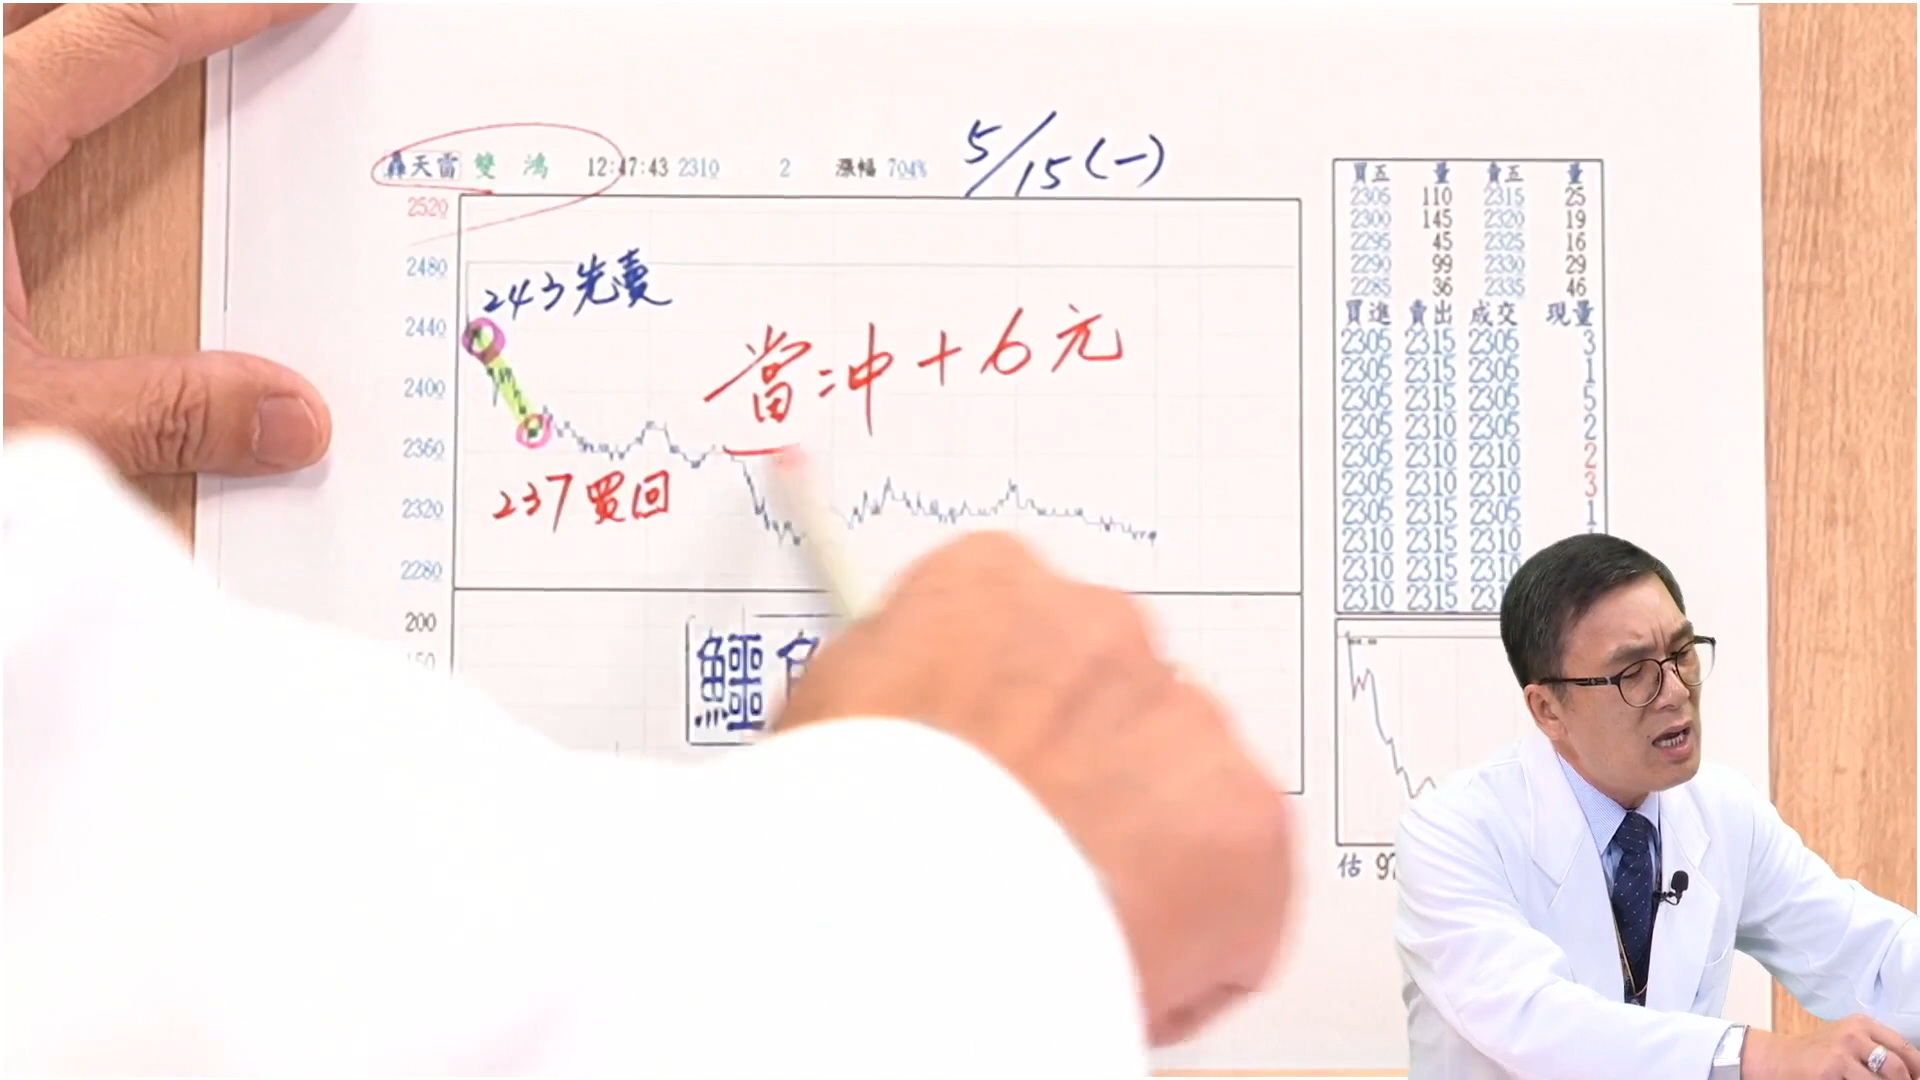 轟天雷 雙 鴻 12:47:43 2310 2 漲幅 704% 5/15(一)
2520
2480
2440
2400
2360
2320
2280
200
150
243先賣
當沖+6元
237買回
鱷
買五 量 賣五 量
2305 110 2315 25
2300 145 2320 19
2295 45 2325 16
2290 99 2330 29
2285 36 2335 46
買進 賣出 成交 現量
2305 2315 2305 3
2305 2315 2305 1
2305 2315 2305 5
2305 2310 2305 2
2305 2310 2310 2
2305 2310 2310 3
2305 2315 2305 1
2310 2315 2310
2310 2315 2310
2310 2315
估